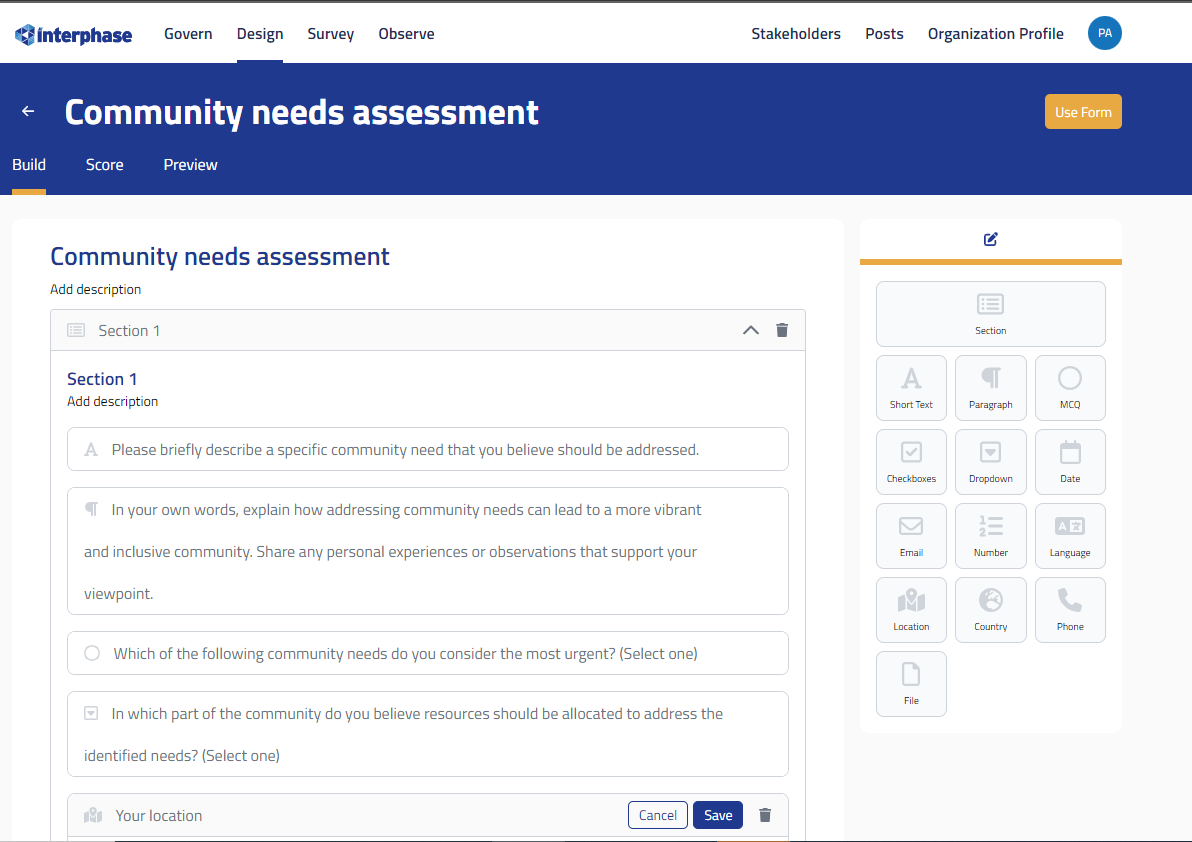 interphase
Govern
Design
Survey
Observe
Stakeholders
Posts
Organization Profile
PA
Community needs assessment
Use Form
Build
Score
Preview
Community needs assessment
Add description
Section 1
Section 1
Add description
A Please briefly describe a specific community need that you believe should be addressed.
¶ In your own words, explain how addressing community needs can lead to a more vibrant
and inclusive community. Share any personal experiences or observations that support your
viewpoint.
Which of the following community needs do you consider the most urgent? (Select one)
In which part of the community do you believe resources should be allocated to address the
identified needs? (Select one)
Your location
Cancel
Save
Section
Short Text
Paragraph
MCQ
Checkboxes
Dropdown
Date
Email
Number
Language
Location
Country
Phone
File